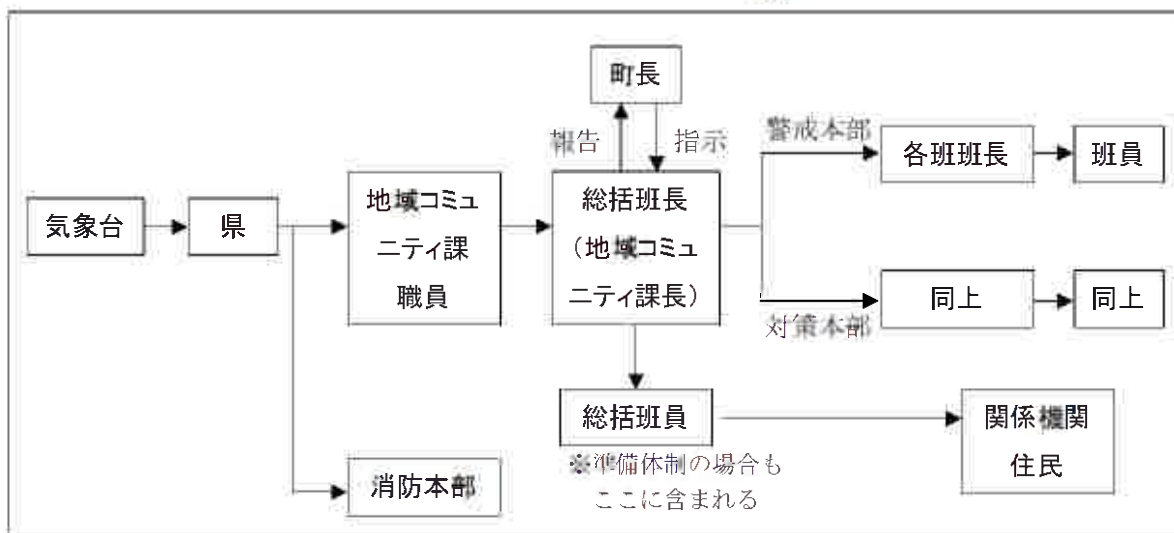 町長
報告
指示
警戒本部
各班班長
班員
気象台
県
地域コミュ
ニティ課
職員
総括班長
（地域コミュ
ニティ課長）
対策本部
同上
同上
総括班員
※準備体制の場合も
ここに含まれる
関係機関
住民
消防本部